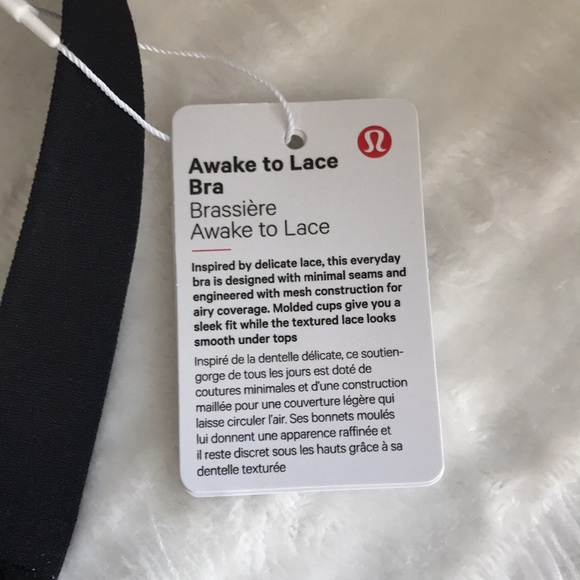 Awake to Lace
Bra
Brassière
Awake to Lace
Inspired by delicate lace, this everyday
bra is designed with minimal seams and
engineered with mesh construction for
airy coverage. Molded cups give you a
sleek fit while the textured lace looks
smooth under tops
Inspiré de la dentelle délicate, ce soutien-
gorge de tous les jours est doté de
coutures minimales et d'une construction
maillée pour une couverture légère qui
laisse circuler l'air. Ses bonnets moulés
lui donnent une apparence raffinée et
il reste discret sous les hauts grâce à sa
dentelle texturée